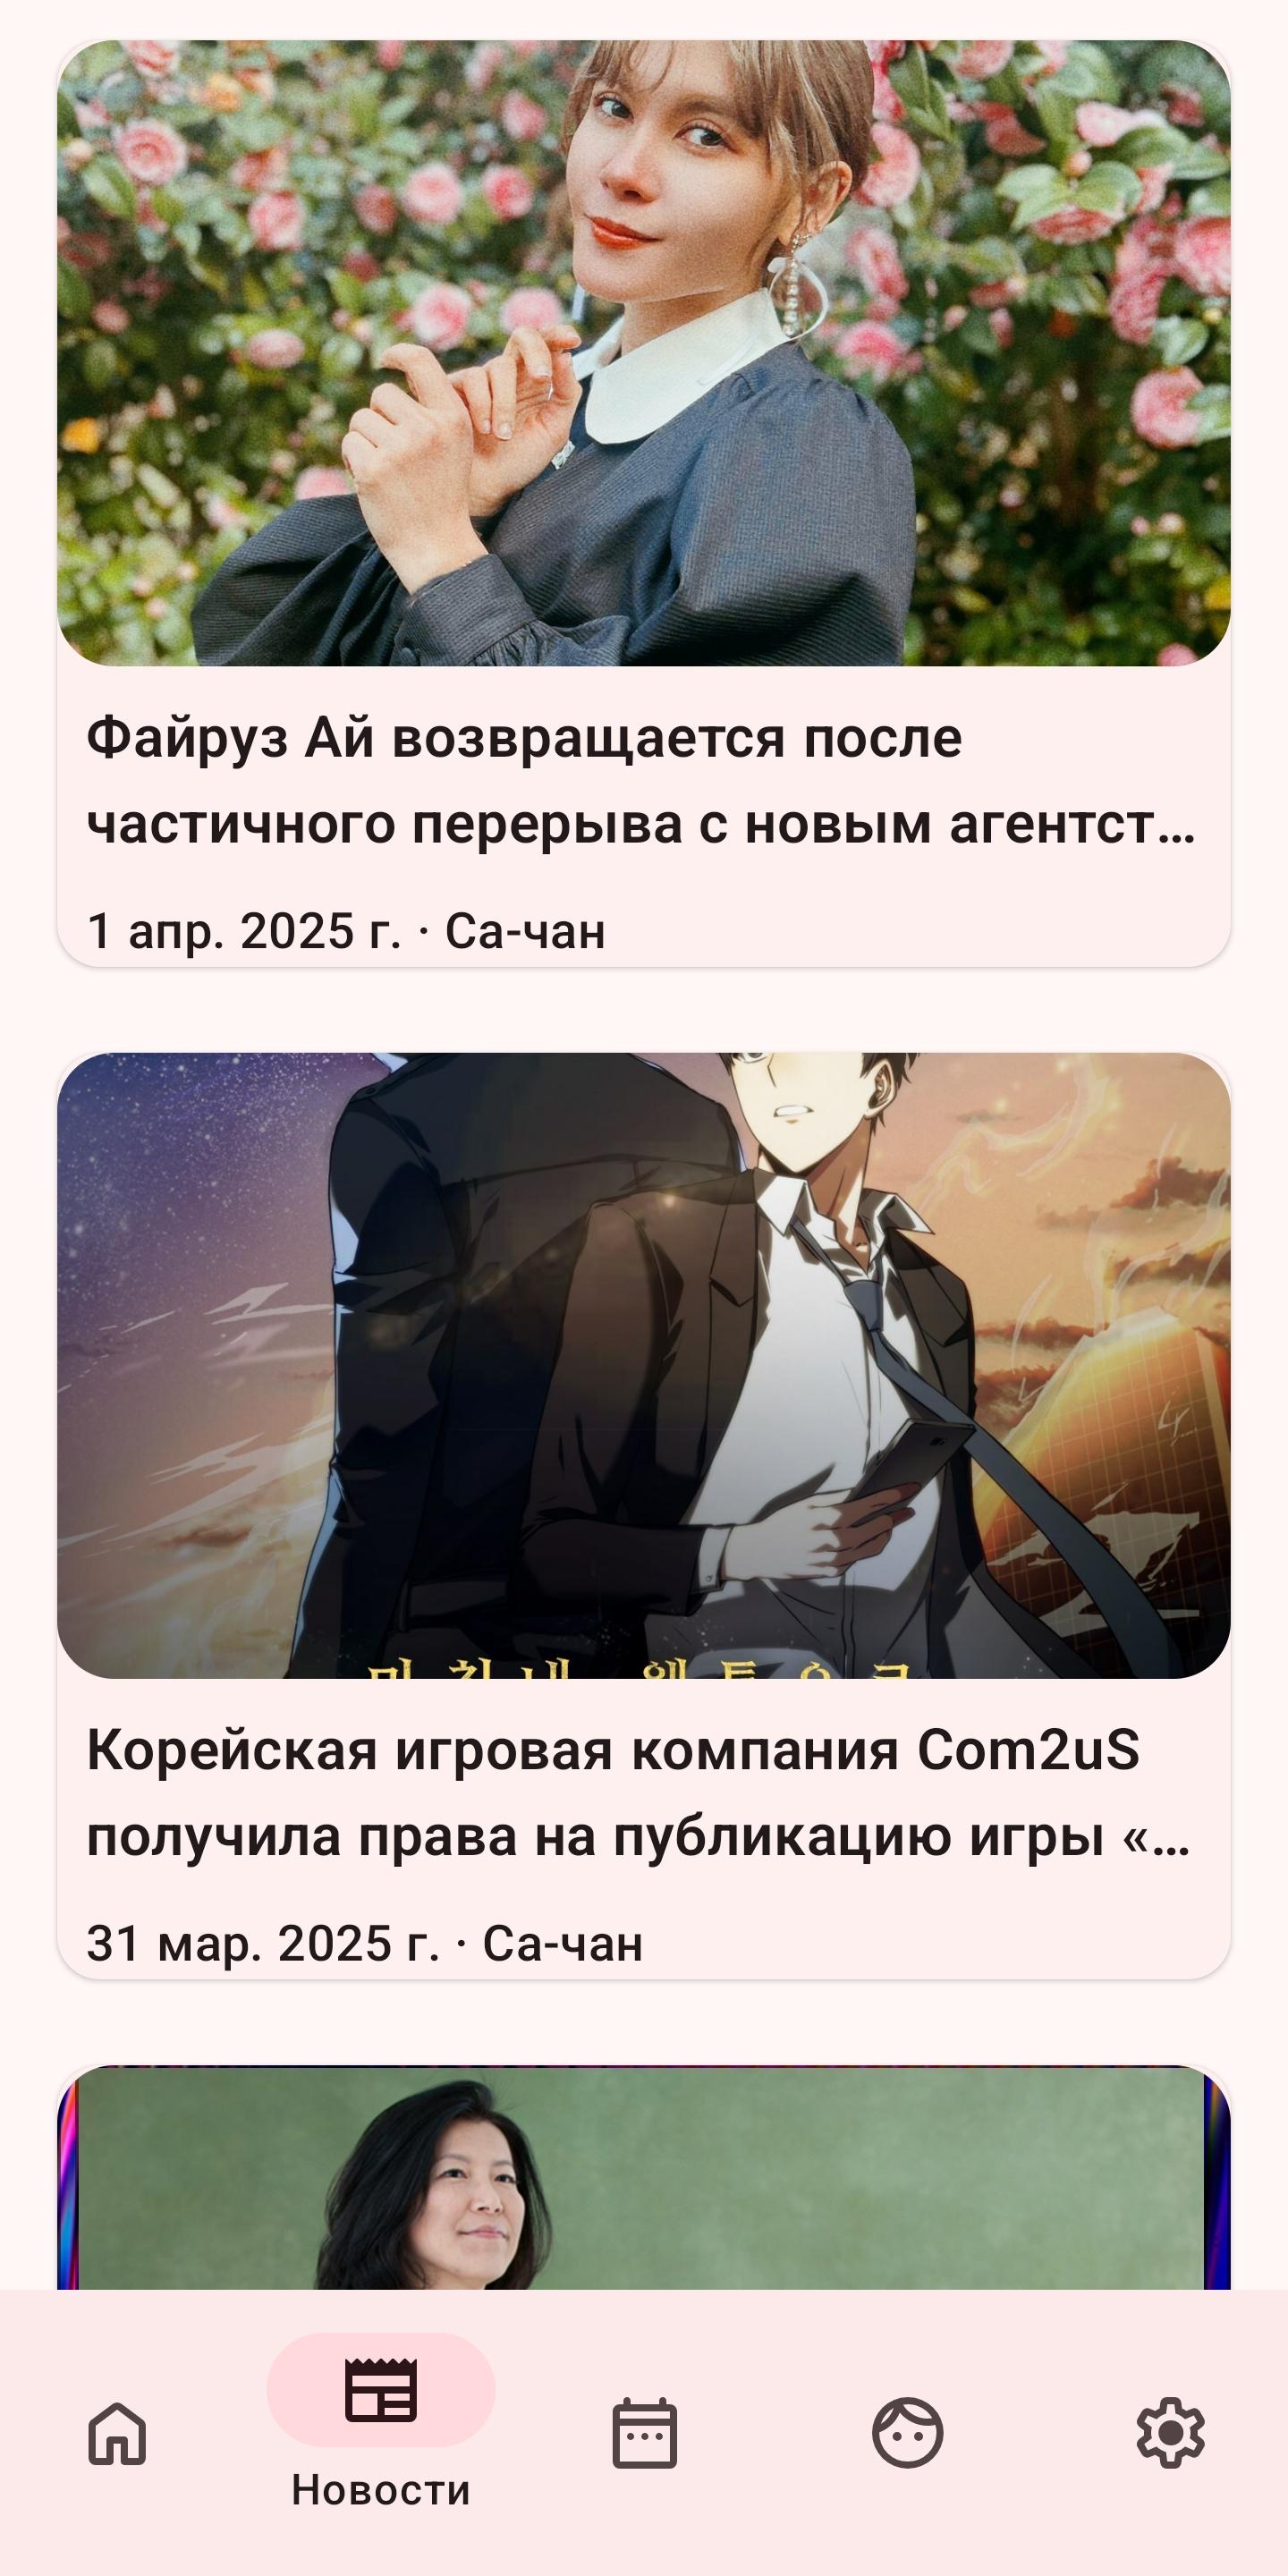 Файруз Ай возвращается после
частичного перерыва с новым агентст...
1 апр. 2025 г. · Са-чан
Корейская игровая компания Com2uS
получила права на публикацию игры «...
31 мар. 2025 г. · Са-чан
Новости